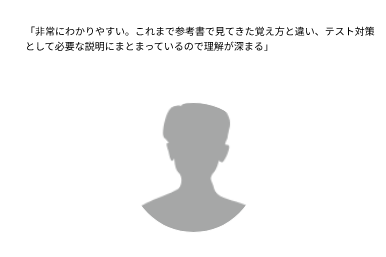 「非常にわかりやすい。これまで参考書で見てきた覚え方と違い、テスト対策
として必要な説明にまとまっているので理解が深まる」